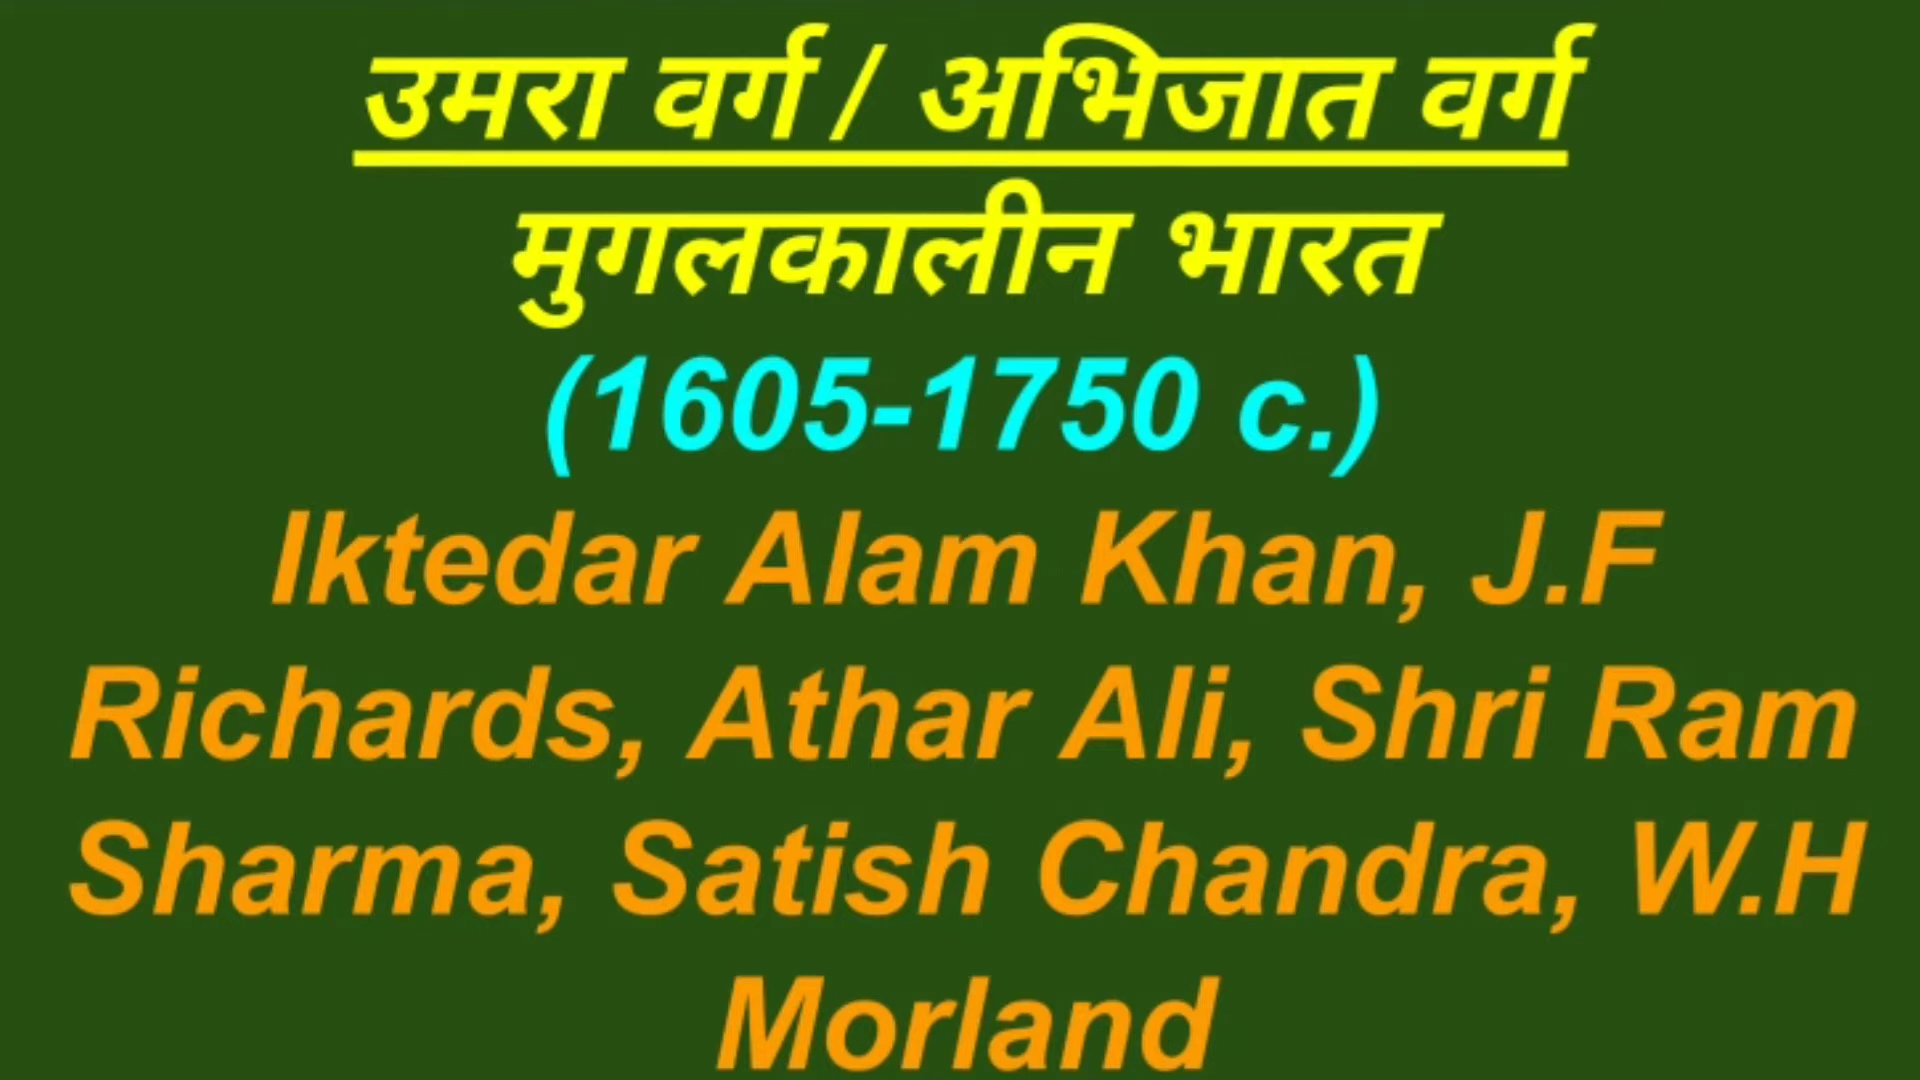 उमरा वर्ग / अभिजात वर्ग
मुगलकालीन भारत
(1605-1750 c.)
Iktedar Alam Khan, J.F
Richards, Athar Ali, Shri Ram
Sharma, Satish Chandra, W.H
Morland